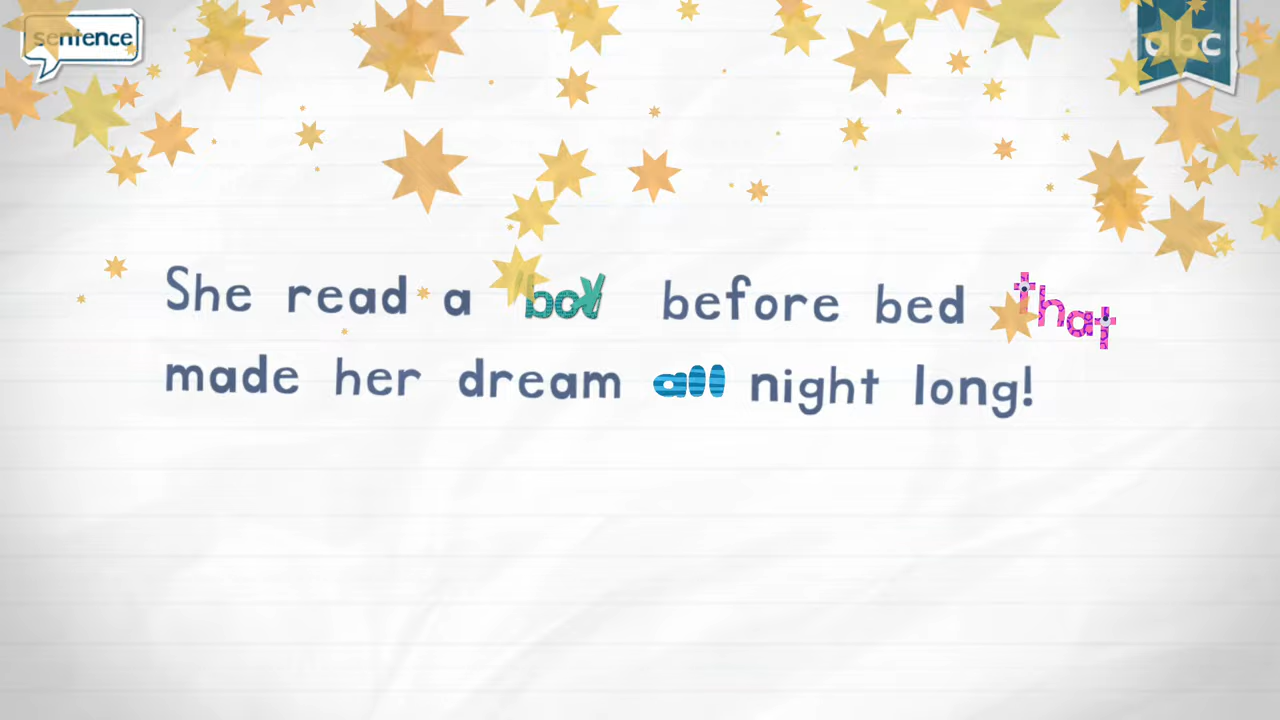 sentence
abc
She read a before bed that
made her dream all night long!